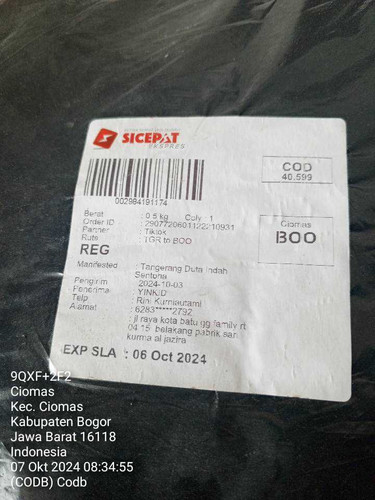 SICEPAT
EKSPRES
COD
40.599
002984191174
Berat : 0.5 kg Coly : 1
Order ID
Partner : Tiktok
Rute : TGR to BOO
REG
Ciomas
BOO
Manifested : Tangerang Duta Indah
Sentoha
Pengirim : 2024-10-03
Penerima : YINKID
Telp : Rini Kurniautami
Alamat : 6283*****2792
: jl raya kota batu gg family rt
04 15 belakang pabrik sari
kurma al jazira
EXP SLA : 06 Oct 2024
9QXF+2F2
Ciomas
Kec. Ciomas
Kabupaten Bogor
Jawa Barat 16118
Indonesia
07 Okt 2024 08:34:55
(CODB) Codb